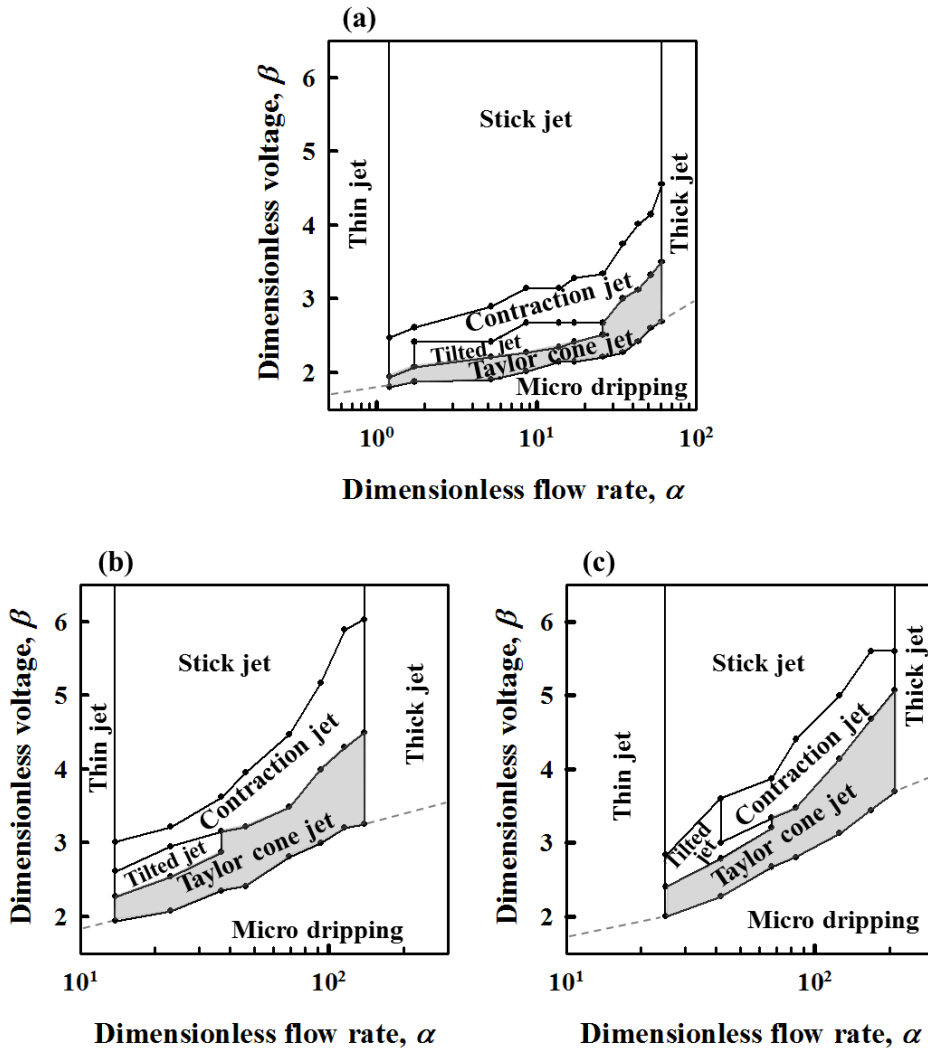 (a)
Dimensionless voltage, β
6
5
4
3
2
Thin jet
Stick jet
Thick jet
Contraction jet
Tilted jet
Taylor cone jet
Micro dripping
10⁰
10¹
10²
Dimensionless flow rate, α
(b)
Dimensionless voltage, β
6
5
4
3
2
Thin jet
Stick jet
Thick jet
Contraction jet
Tilted jet
Taylor cone jet
Micro dripping
10¹
10²
Dimensionless flow rate, α
(c)
Dimensionless voltage, β
6
5
4
3
2
Thin jet
Stick jet
Thick jet
Contraction jet
Tilted
jet
Taylor cone jet
Micro dripping
10¹
10²
Dimensionless flow rate, α